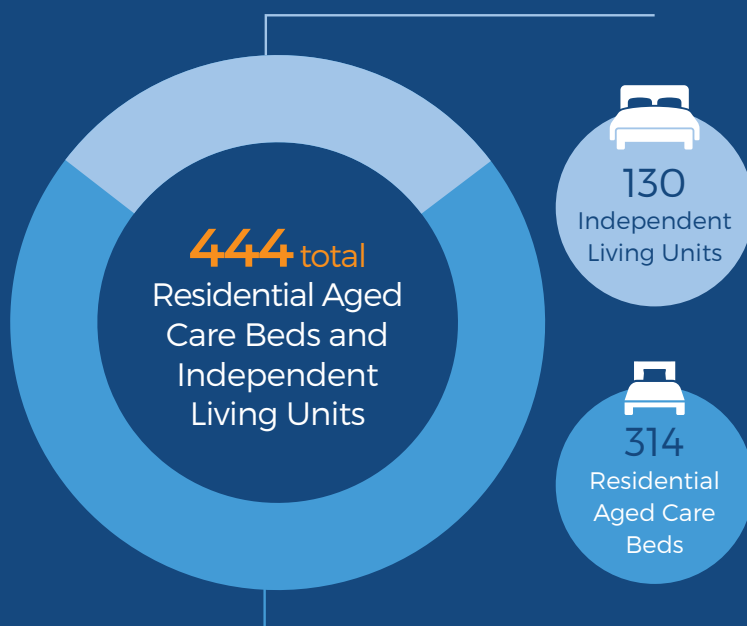 444 total
Residential Aged
Care Beds and
Independent
Living Units
130
Independent
Living Units
314
Residential
Aged Care
Beds